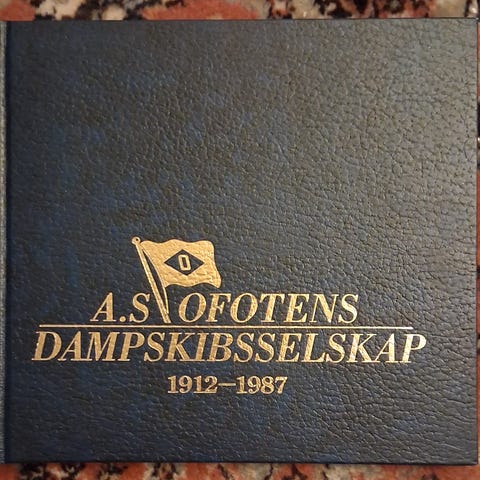 O
A.S OFOTENS
DAMPSKIBSSELSKAP
1912–1987